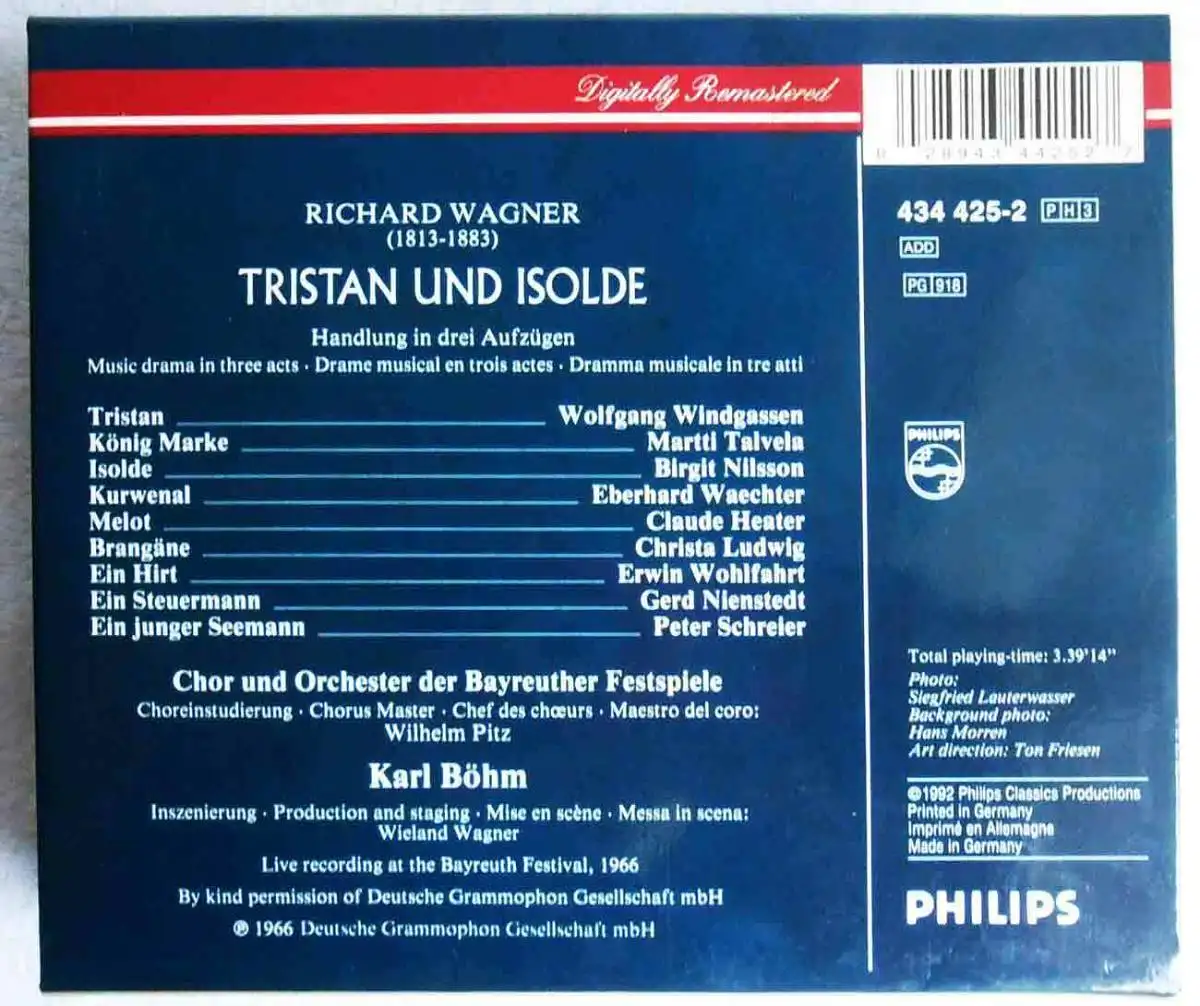 Digitally Remastered
RICHARD WAGNER
(1813-1883)
TRISTAN UND ISOLDE
Handlung in drei Aufzügen
Music drama in three acts · Drame musical en trois actes · Dramma musicale in tre atti
Tristan Wolfgang Windgassen
König Marke Martti Talvela
Isolde Birgit Nilsson
Kurwenal Eberhard Waechter
Melot Claude Heater
Brangäne Christa Ludwig
Ein Hirt Erwin Wohlfahrt
Ein Steuermann Gerd Nienstedt
Ein junger Seemann Peter Schreier
Chor und Orchester der Bayreuther Festspiele
Choreinstudierung · Chorus Master · Chef des chœurs · Maestro del coro:
Wilhelm Pitz
Karl Böhm
Inszenierung · Production and staging · Mise en scène · Messa in scena:
Wieland Wagner
Live recording at the Bayreuth Festival, 1966
By kind permission of Deutsche Grammophon Gesellschaft mbH
℗ 1966 Deutsche Grammophon Gesellschaft mbH
0 28943 44252 7
434 425-2 PH3
ADD
PG 918
PHILIPS
Total playing-time: 3.39'14"
Photo:
Siegfried Lauterwasser
Background photo:
Hans Morren
Art direction: Ton Friesen
©1992 Philips Classics Productions
Printed in Germany
Imprimé en Allemagne
Made in Germany
PHILIPS